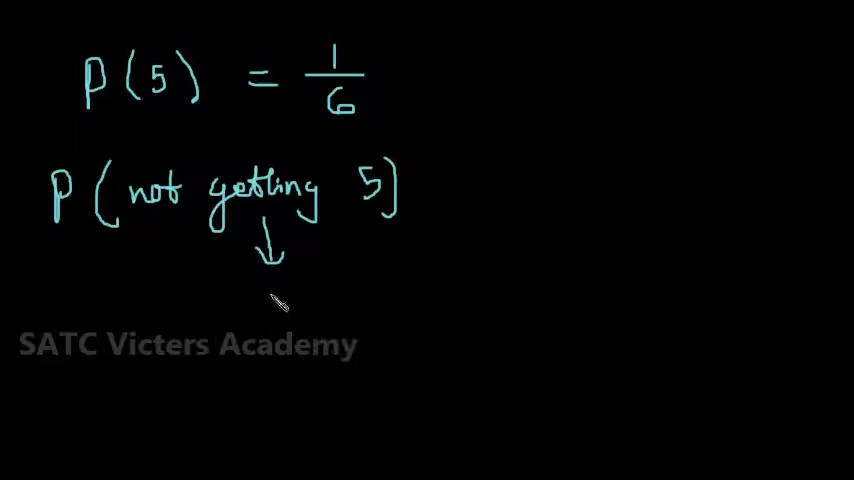 P(5) = 1/6
P(not getting 5)
↓
SATC Victers Academy